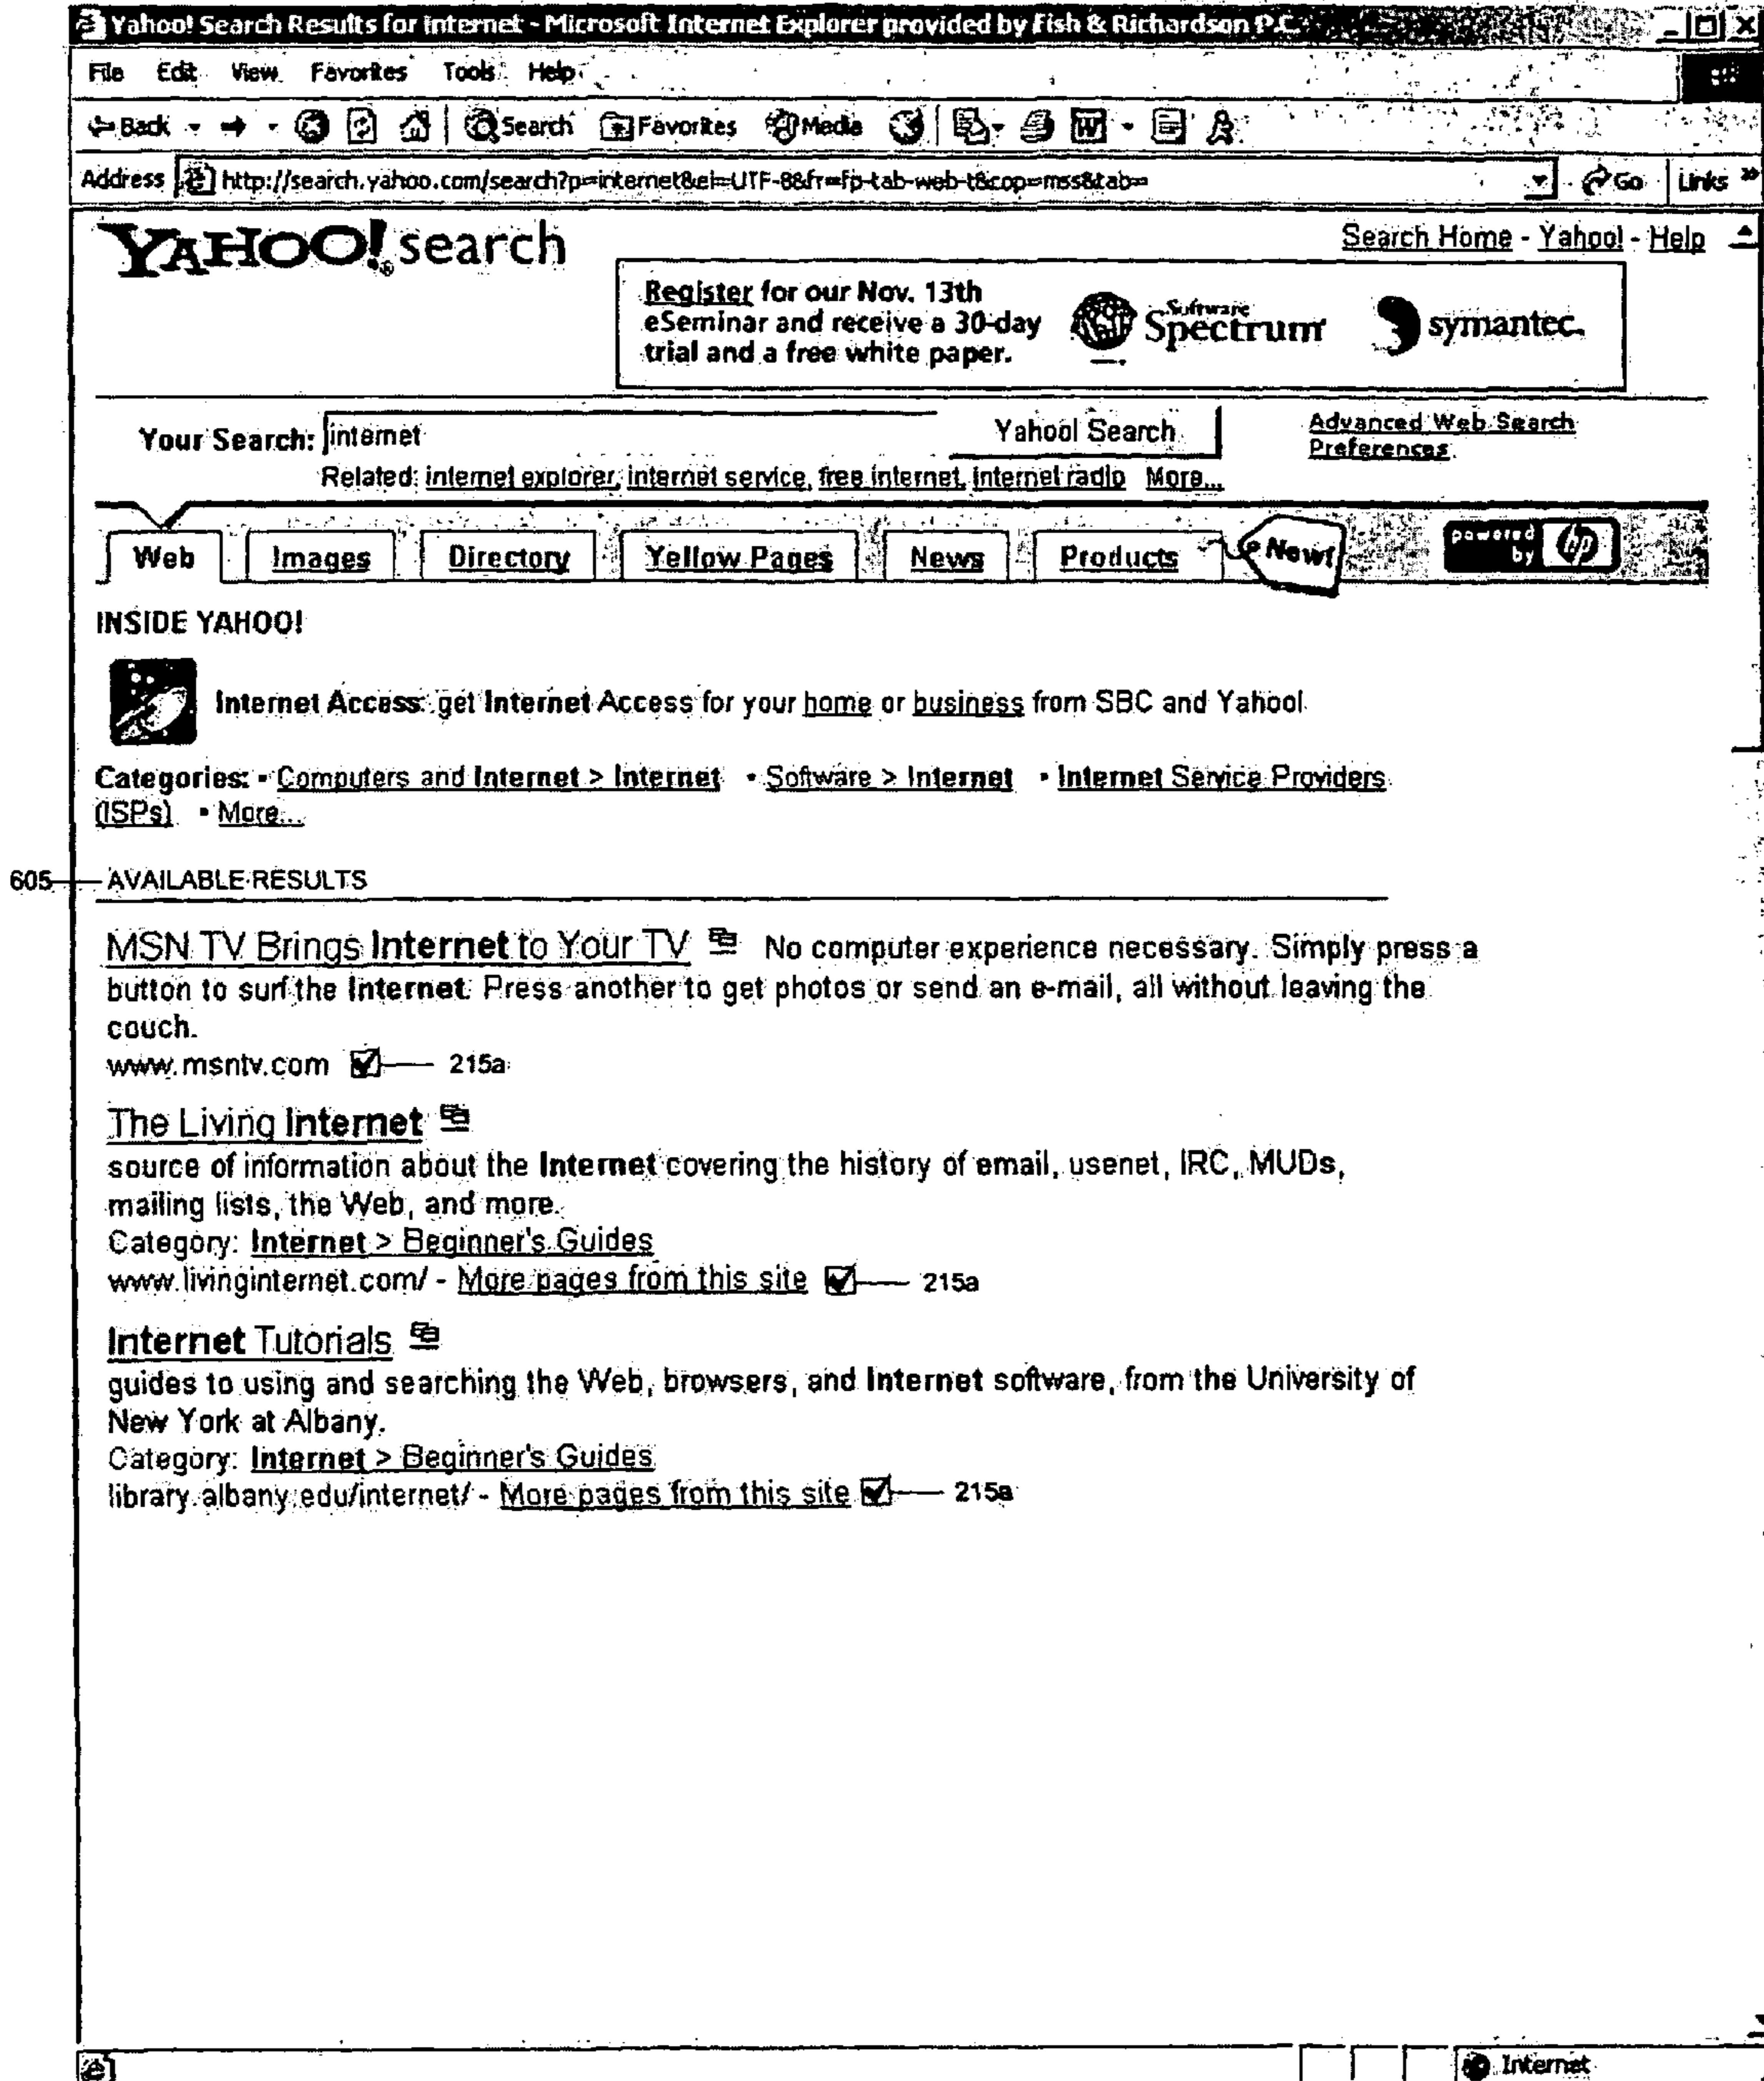 Yahoo! Search Results for internet - Microsoft Internet Explorer provided by Fish & Richardson P.C.
File Edit View Favorites Tools Help
Back Search Favorites Media
Address http://search.yahoo.com/search?p=internet&ei=UTF-8&fr=fp-tab-web-t&cop=mss&tab= Go Links »
YAHOO! search
Search Home - Yahoo! - Help
Register for our Nov. 13th
eSeminar and receive a 30-day
trial and a free white paper.
Software
Spectrum
symantec.
Your Search: internet Yahoo! Search
Advanced Web Search
Preferences
Related: internet explorer, internet service, free internet, internet radio More...
Web Images Directory Yellow Pages News Products New! powered by hp
INSIDE YAHOO!
Internet Access: get Internet Access for your home or business from SBC and Yahoo!
Categories: • Computers and Internet > Internet • Software > Internet • Internet Service Providers
(ISPs) • More...
605 AVAILABLE RESULTS
MSN TV Brings Internet to Your TV No computer experience necessary. Simply press a
button to surf the Internet. Press another to get photos or send an e-mail, all without leaving the
couch.
www.msntv.com 215a
The Living Internet
source of information about the Internet covering the history of email, usenet, IRC, MUDs,
mailing lists, the Web, and more.
Category: Internet > Beginner's Guides
www.livinginternet.com/ - More pages from this site 215a
Internet Tutorials
guides to using and searching the Web, browsers, and Internet software, from the University of
New York at Albany.
Category: Internet > Beginner's Guides
library.albany.edu/internet/ - More pages from this site 215a
Internet